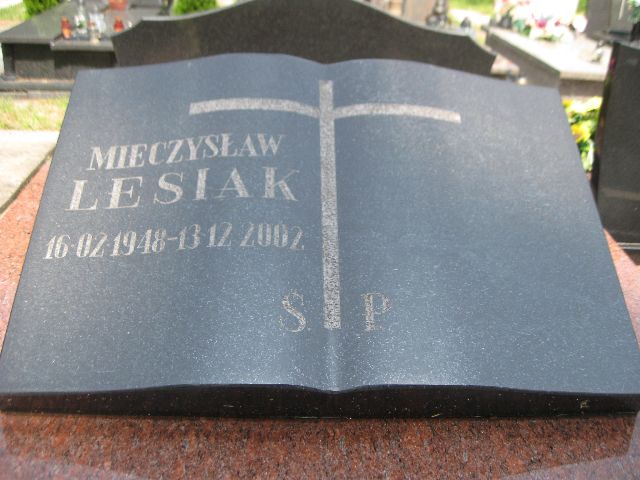 MIECZYSŁAW
LESIAK
16·02 1948-13 12 2002
S P